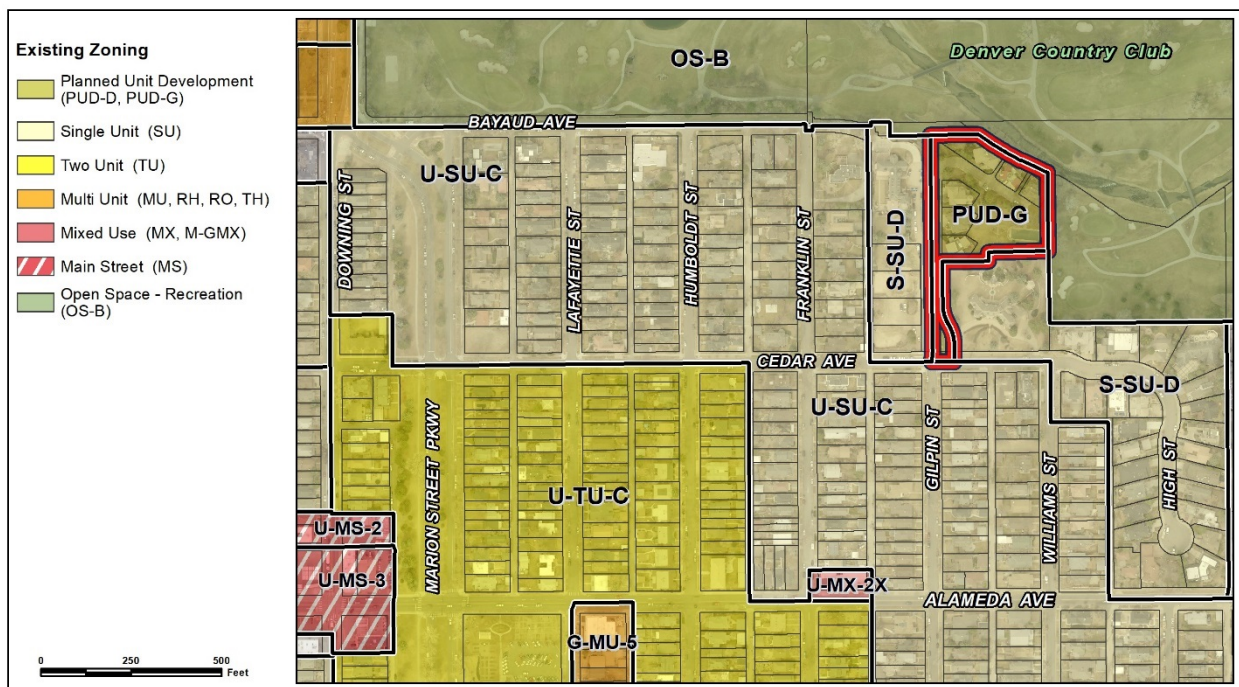 Existing Zoning
Planned Unit Development
(PUD-D, PUD-G)
Single Unit (SU)
Two Unit (TU)
Multi Unit (MU, RH, RO, TH)
Mixed Use (MX, M-GMX)
Main Street (MS)
Open Space - Recreation
(OS-B)
0 250 500
Feet
OS-B
Denver Country Club
BAYAUD AVE
U-SU-C
DOWNING ST
LAFAYETTE ST
HUMBOLDT ST
FRANKLIN ST
S-SU-D
PUD-G
CEDAR AVE
U-SU-C
S-SU-D
MARION STREET PKWY
U-TU-C
GILPIN ST
WILLIAMS ST
HIGH ST
U-MS-2
U-MS-3
U-MX-2X
ALAMEDA AVE
G-MU-5